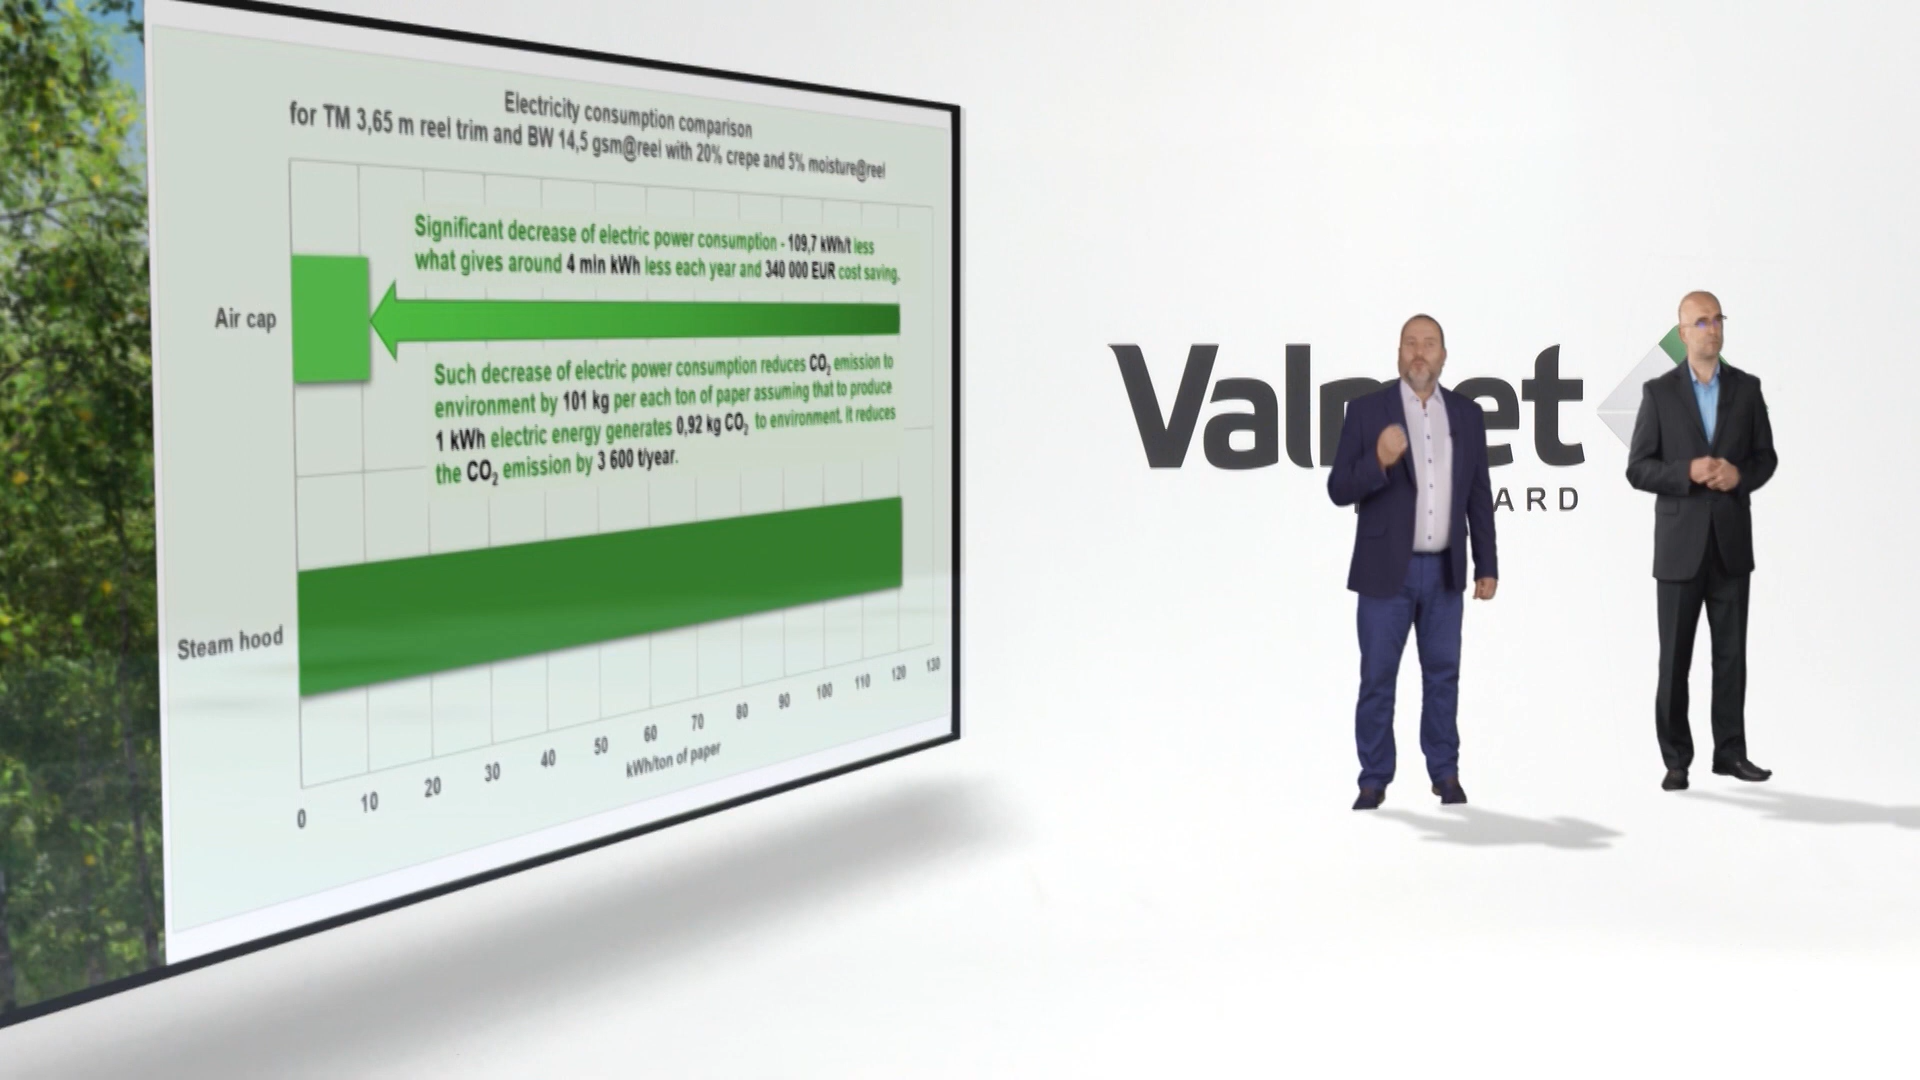 Electricity consumption comparison
for TM 3,65 m reel trim and BW 14,5 gsm@reel with 20% crepe and 5% moisture@reel
Significant decrease of electric power consumption - 109,7 kWh/t less
what gives around 4 mln kWh less each year and 340 000 EUR cost saving.
Air cap
Such decrease of electric power consumption reduces CO₂ emission to
environment by 101 kg per each ton of paper assuming that to produce
1 kWh electric energy generates 0,92 kg CO₂ to environment. It reduces
the CO₂ emission by 3 600 t/year.
Steam hood
0 10 20 30 40 50 60 70 80 90 100 110 120 130
kWh/ton of paper
Valmet
ARD